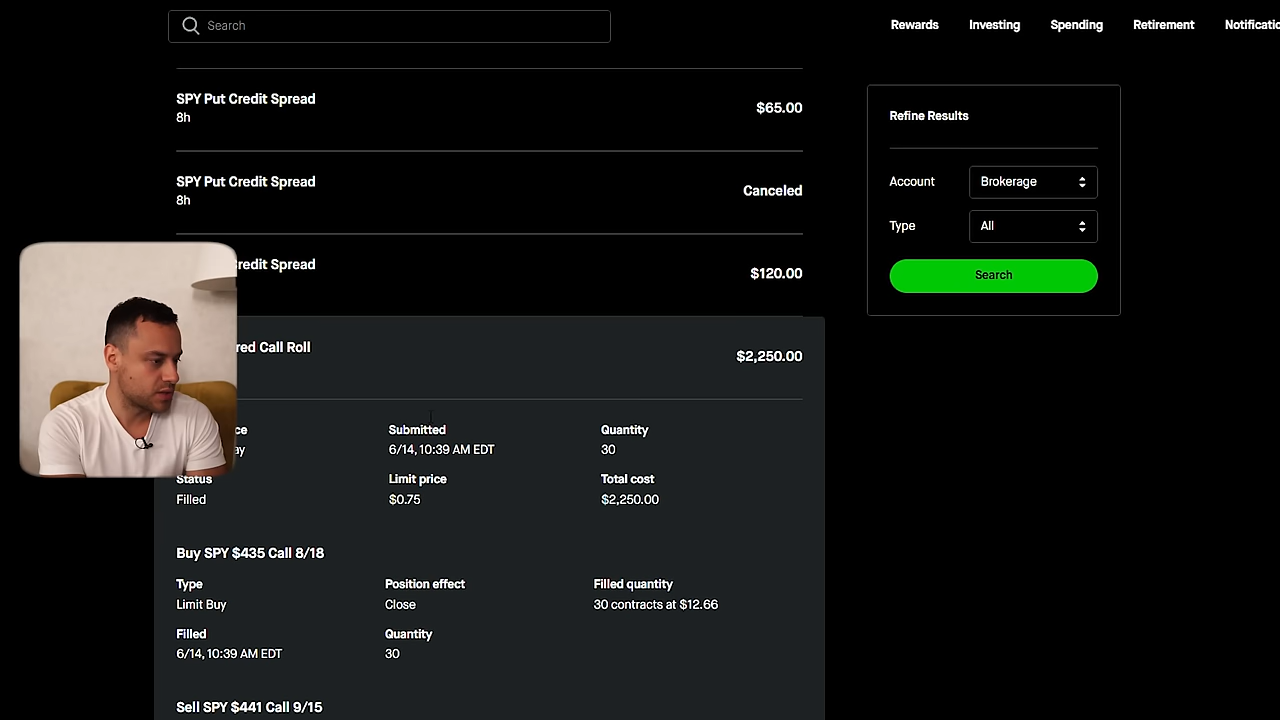 Search
Rewards
Investing
Spending
Retirement
SPY Put Credit Spread
8h
$65.00
SPY Put Credit Spread
8h
Canceled
Spread
$120.00
Call Roll
$2,250.00
Submitted
6/14, 10:39 AM EDT
Quantity
30
Status
Filled
Limit price
$0.75
Total cost
$2,250.00
Buy SPY $435 Call 8/18
Type
Limit Buy
Position effect
Close
Filled quantity
30 contracts at $12.66
Filled
6/14, 10:39 AM EDT
Quantity
30
Sell SPY $441 Call 9/15
Refine Results
Account
Brokerage
Type
All
Search